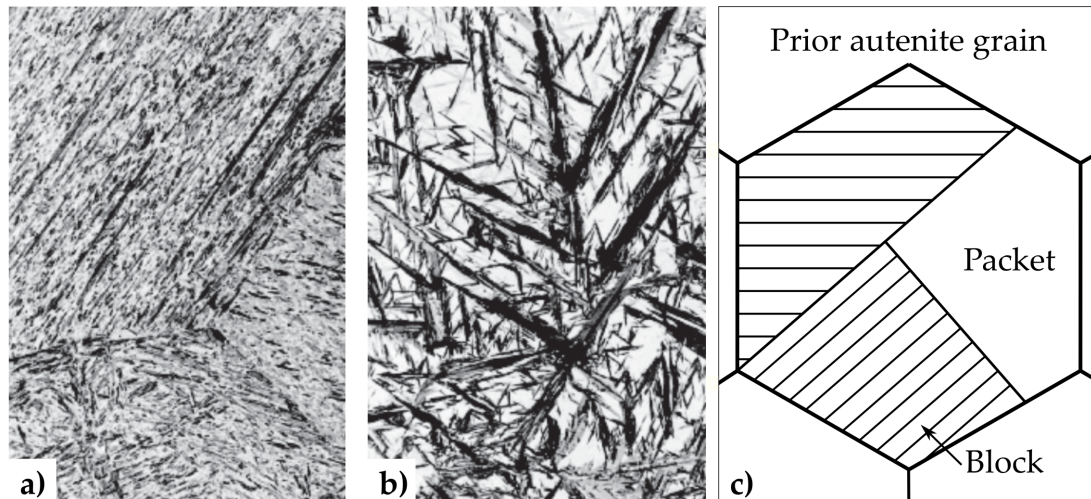 Prior autenite grain
Packet
Block
a)
b)
c)